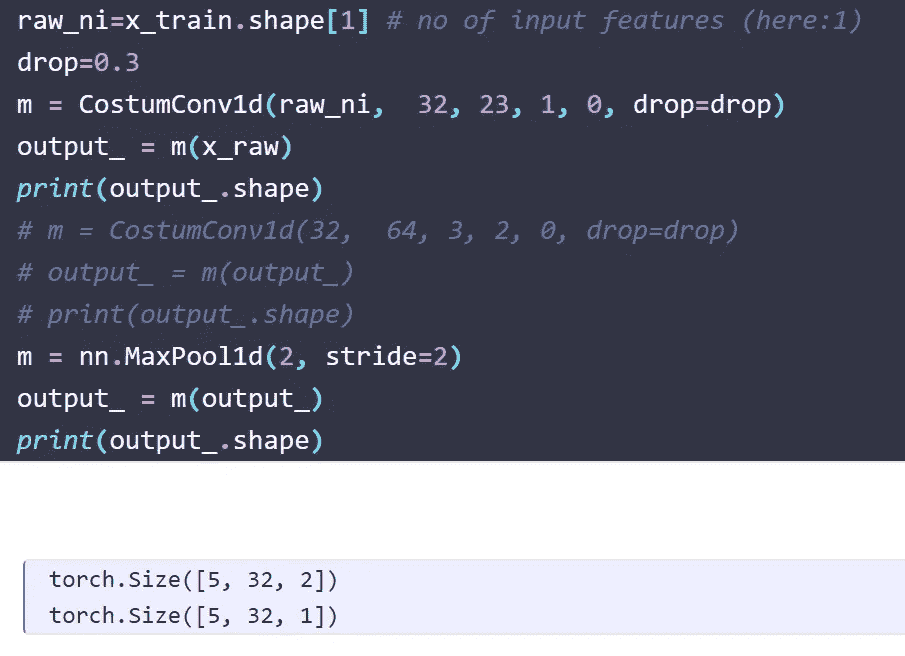 raw_ni=x_train.shape[1] # no of input features (here:1)
drop=0.3
m = CostumConv1d(raw_ni,  32, 23, 1, 0, drop=drop)
output_ = m(x_raw)
print(output_.shape)
# m = CostumConv1d(32,  64, 3, 2, 0, drop=drop)
# output_ = m(output_)
# print(output_.shape)
m = nn.MaxPool1d(2, stride=2)
output_ = m(output_)
print(output_.shape)
torch.Size([5, 32, 2])
torch.Size([5, 32, 1])